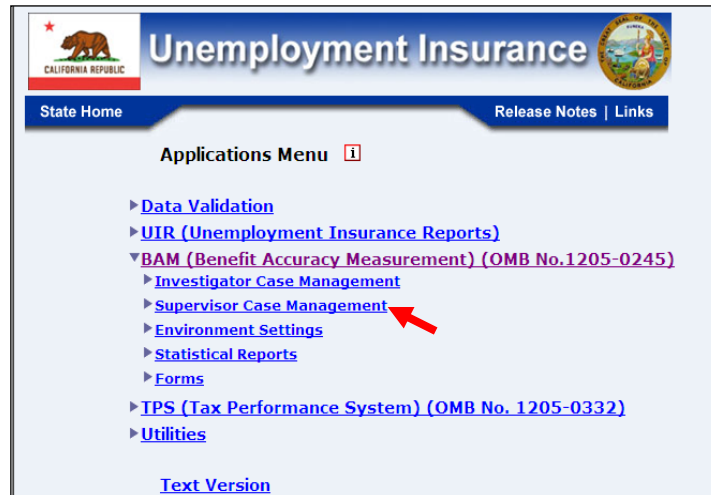 Unemployment Insurance
CALIFORNIA REPUBLIC
State Home
Release Notes | Links
Applications Menu i
Data Validation
UIR (Unemployment Insurance Reports)
BAM (Benefit Accuracy Measurement) (OMB No.1205-0245)
Investigator Case Management
Supervisor Case Management
Environment Settings
Statistical Reports
Forms
TPS (Tax Performance System) (OMB No. 1205-0332)
Utilities
Text Version